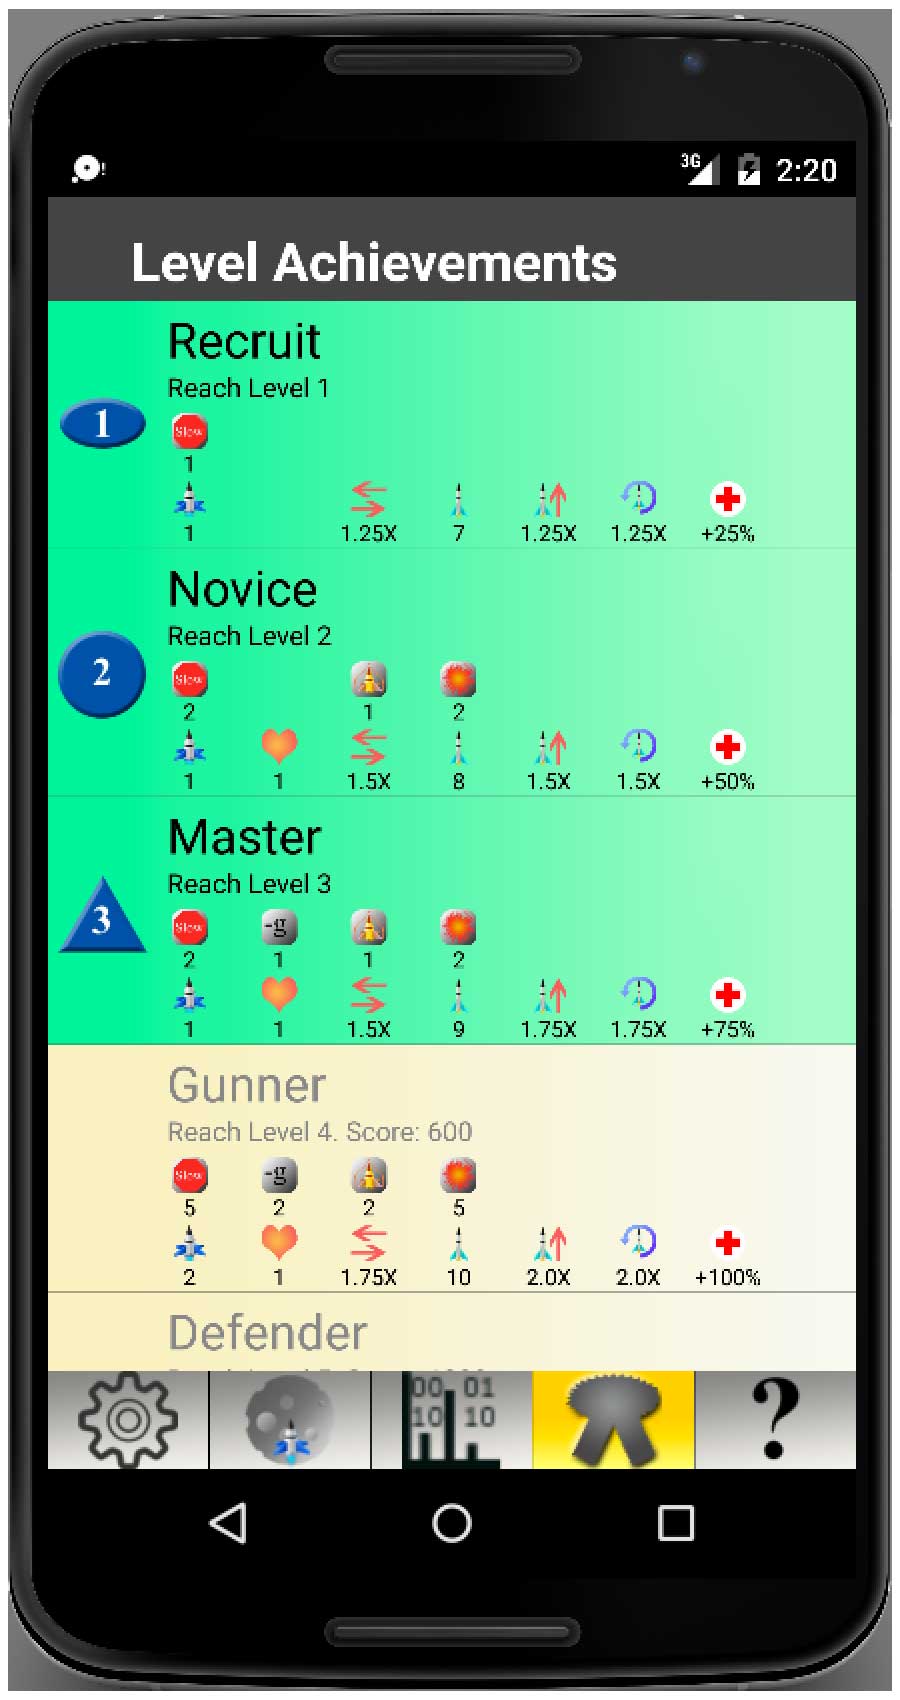 3G 2:20
Level Achievements
Recruit
Reach Level 1
1
Slow
1
1 1.25X 7 1.25X 1.25X +25%
Novice
Reach Level 2
2
Slow
2 1 2
1 1 1.5X 8 1.5X 1.5X +50%
Master
Reach Level 3
3
Slow -g
2 1 1 2
1 1 1.5X 9 1.75X 1.75X +75%
Gunner
Reach Level 4. Score: 600
Slow -g
5 2 2 5
2 1 1.75X 10 2.0X 2.0X +100%
Defender
00 01
10 10
?